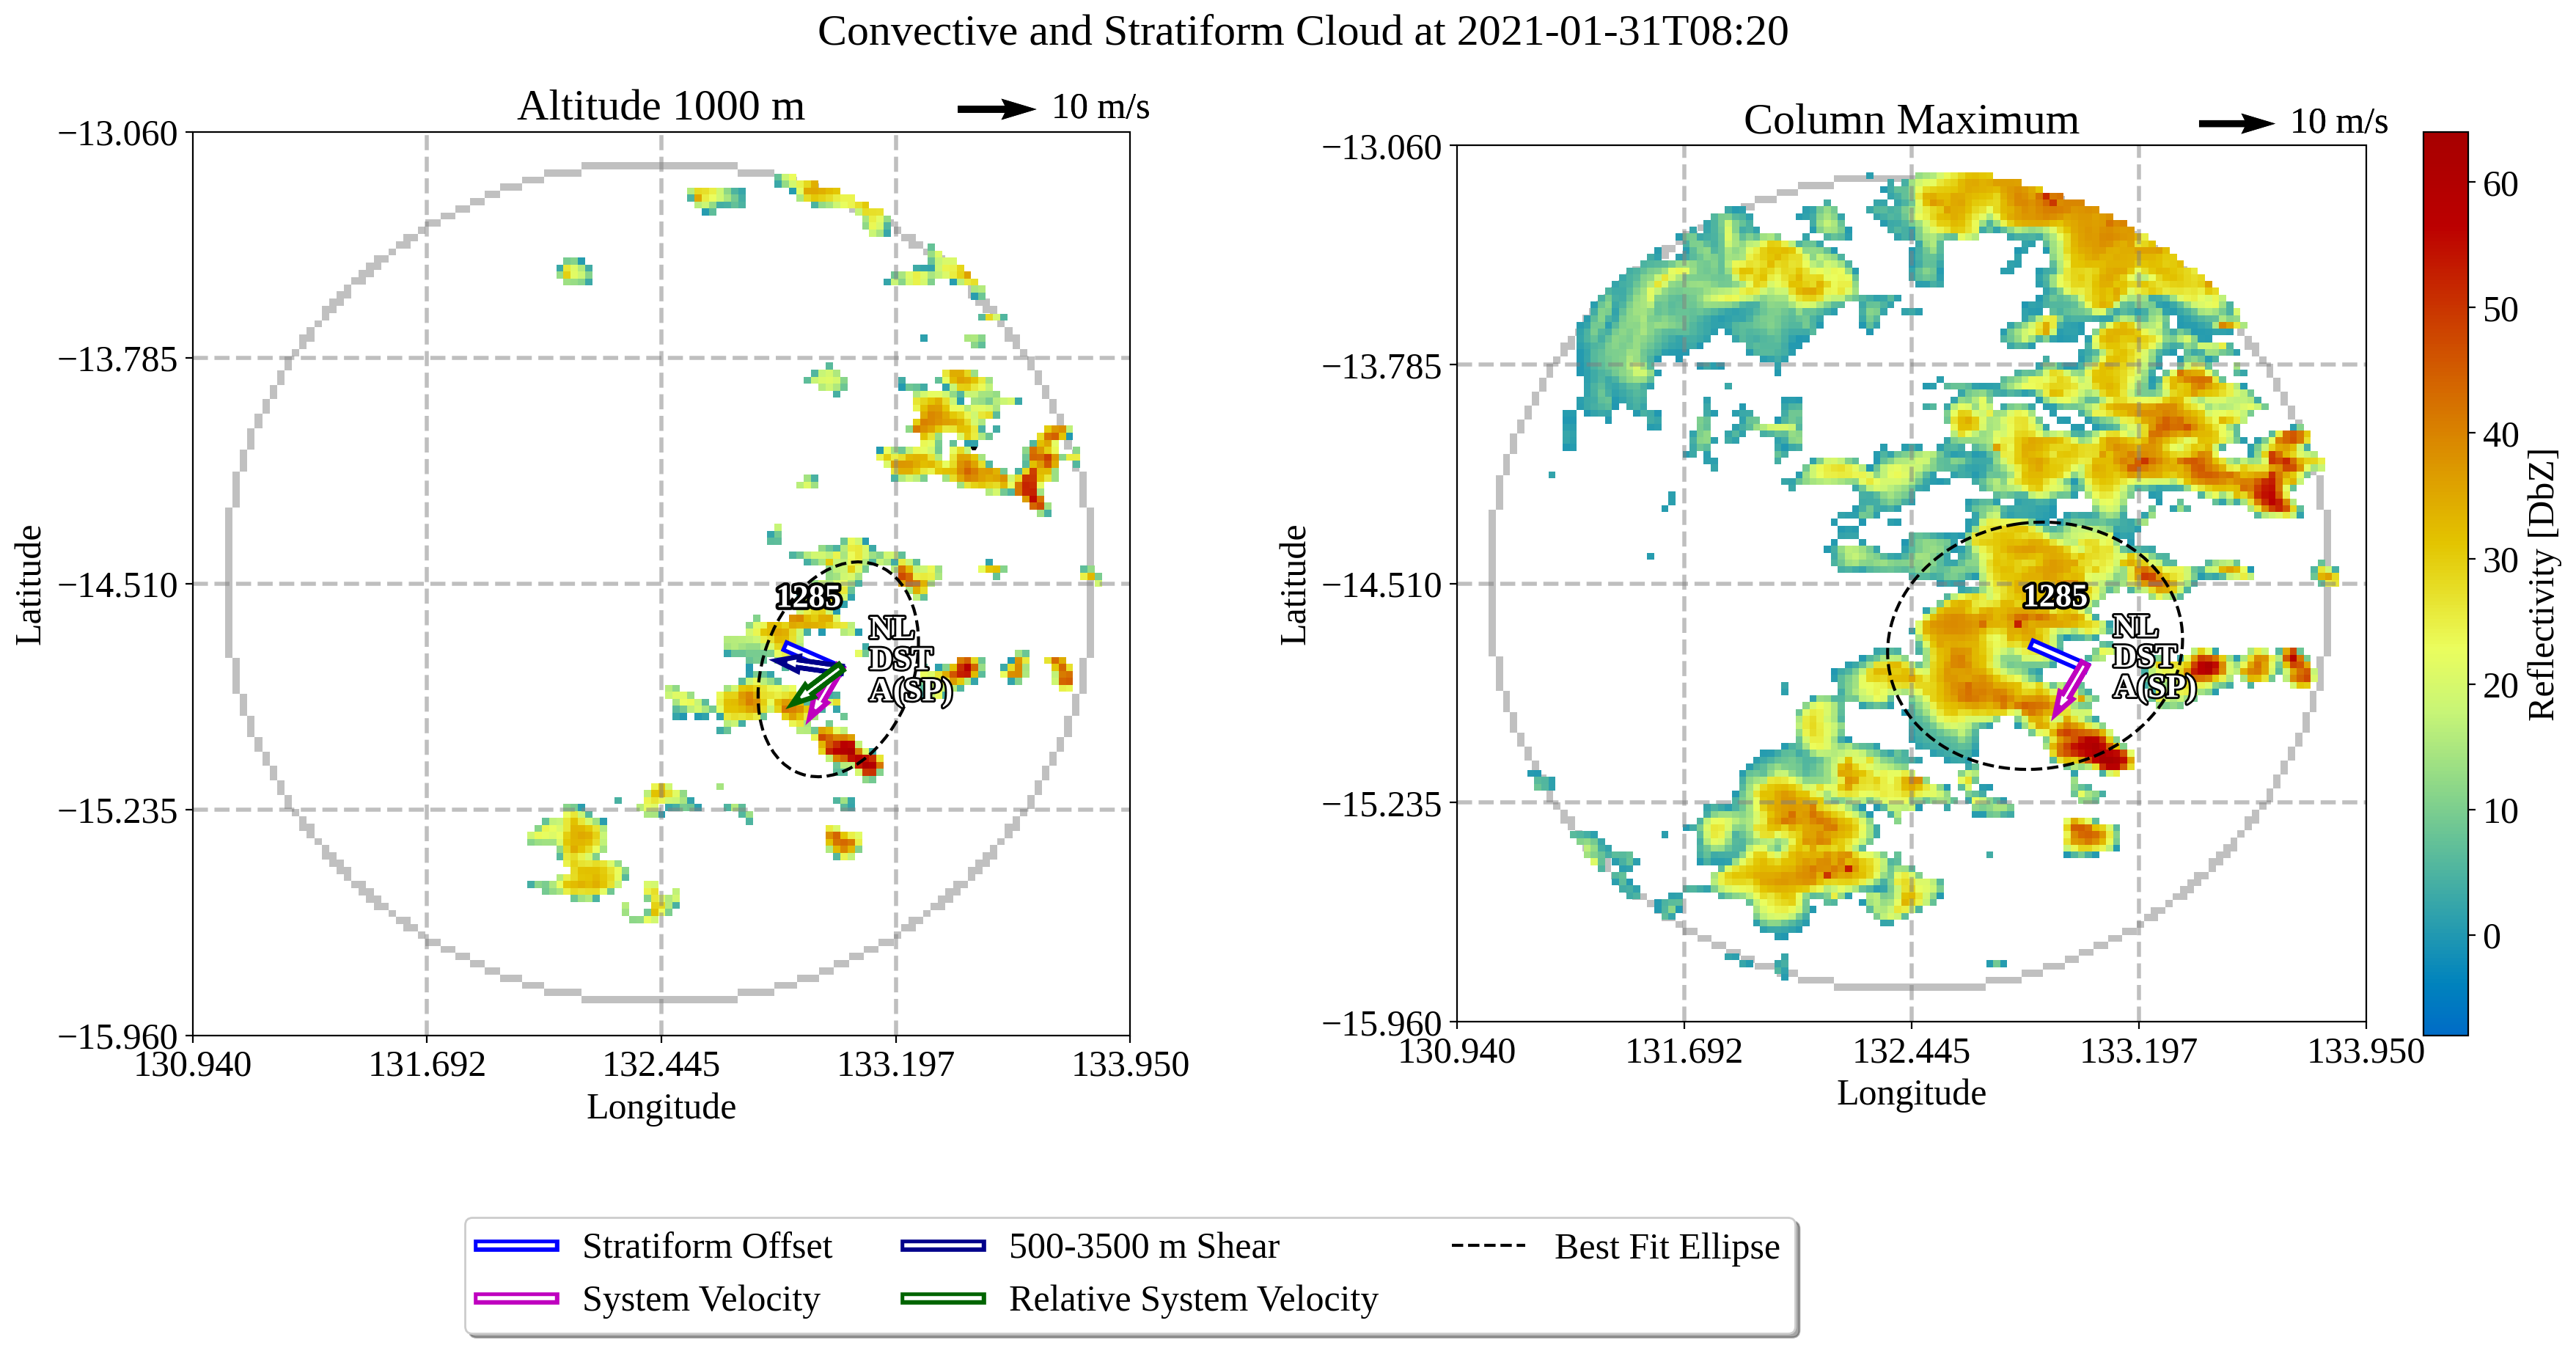 Convective and Stratiform Cloud at 2021-01-31T08:20
Altitude 1000 m
10 m/s
−13.060
−13.785
−14.510
−15.235
−15.960
Latitude
130.940
131.692
132.445
133.197
133.950
Longitude
1285
NL
DST
A(SP)
Column Maximum
10 m/s
−13.060
−13.785
−14.510
−15.235
−15.960
Latitude
130.940
131.692
132.445
133.197
133.950
Longitude
1285
NL
DST
A(SP)
60
50
40
30
20
10
0
Reflectivity [DbZ]
Stratiform Offset
500-3500 m Shear
Best Fit Ellipse
System Velocity
Relative System Velocity